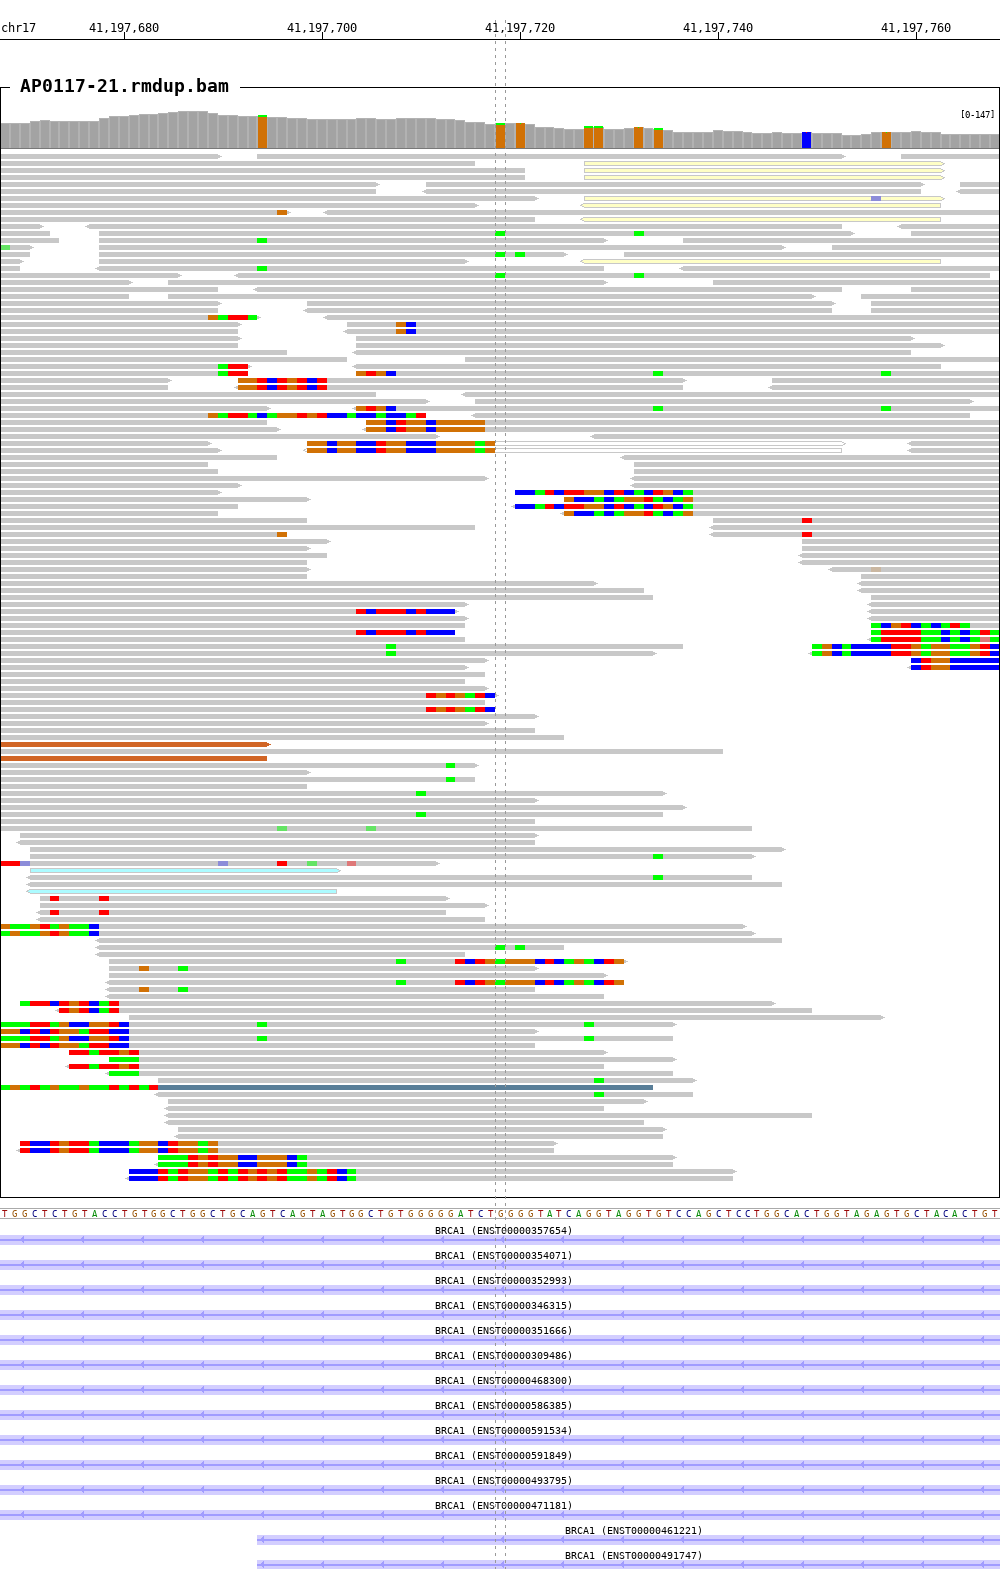 chr17 41,197,680 41,197,700 41,197,720 41,197,740 41,197,760
AP0117-21.rmdup.bam
[0-147]
T G G C T C T G T A C C T G T G G C T G G C T G C A G T C A G T A G T G G C T G T G G G G G A T C T G G G G T A T C A G G T A G G T G T C C A G C T C C T G G C A C T G G T A G A G T G C T A C A C T G T
BRCA1 (ENST00000357654)
BRCA1 (ENST00000354071)
BRCA1 (ENST00000352993)
BRCA1 (ENST00000346315)
BRCA1 (ENST00000351666)
BRCA1 (ENST00000309486)
BRCA1 (ENST00000468300)
BRCA1 (ENST00000586385)
BRCA1 (ENST00000591534)
BRCA1 (ENST00000591849)
BRCA1 (ENST00000493795)
BRCA1 (ENST00000471181)
BRCA1 (ENST00000461221)
BRCA1 (ENST00000491747)